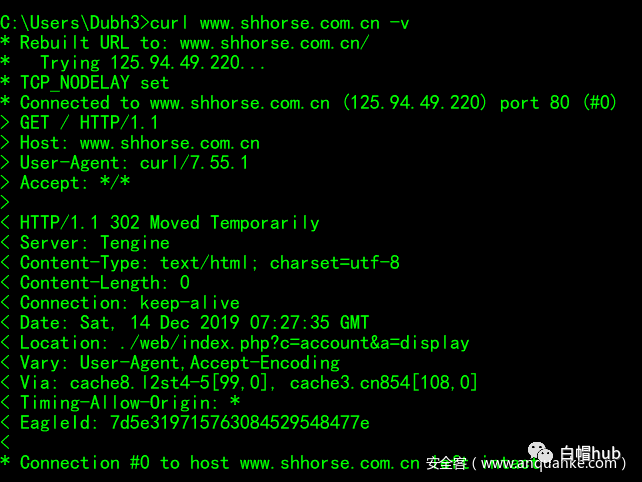 C:\Users\Dubh3>curl www.shhorse.com.cn -v
* Rebuilt URL to: www.shhorse.com.cn/
*   Trying 125.94.49.220...
* TCP_NODELAY set
* Connected to www.shhorse.com.cn (125.94.49.220) port 80 (#0)
> GET / HTTP/1.1
> Host: www.shhorse.com.cn
> User-Agent: curl/7.55.1
> Accept: */*
>
< HTTP/1.1 302 Moved Temporarily
< Server: Tengine
< Content-Type: text/html; charset=utf-8
< Content-Length: 0
< Connection: keep-alive
< Date: Sat, 14 Dec 2019 07:27:35 GMT
< Location: ./web/index.php?c=account&a=display
< Vary: User-Agent,Accept-Encoding
< Via: cache8.l2st4-5[99,0], cache3.cn854[108,0]
< Timing-Allow-Origin: *
< EagleId: 7d5e319715763084529548477e
<
* Connection #0 to host www.shhorse.com.cn left intact
白帽hub
安全客（www.anquanke.com）